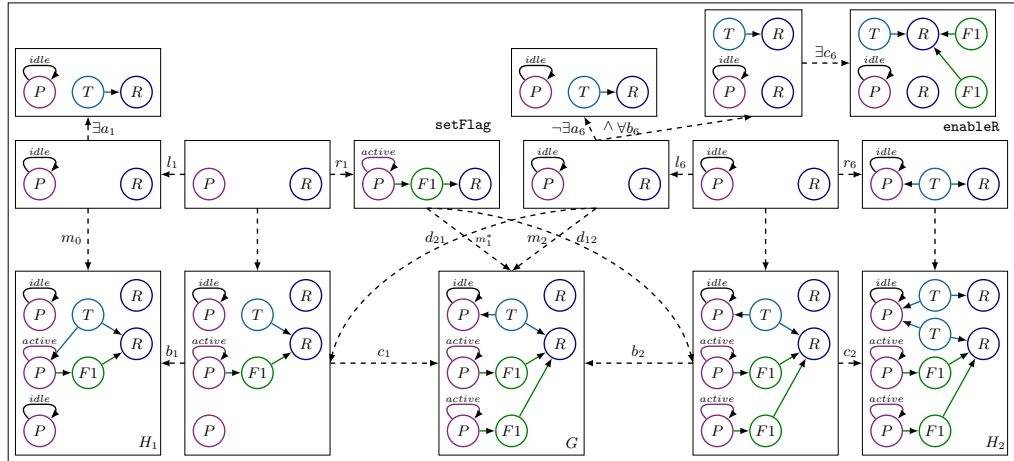 idle P T R
idle P T R
T R idle P R
∃c₆
T R F1 idle P R F1
∃a₁
setFlag
¬∃a₆ ∧ ∀b₆
enableR
idle P R
l₁
P R
r₁
active P F1 R
idle P R
l₆
idle P R
r₆
idle P T R
m₀
d₂₁
m₁*
m₂
d₁₂
idle P T R R
active P F1
idle P
H₁
b₁
idle P T R R
active P F1
P
c₁
idle P T R R
active P F1
active P F1
G
b₂
idle P T R R
active P F1
active P F1
c₂
idle P T R
T R
active P F1
active P F1
H₂